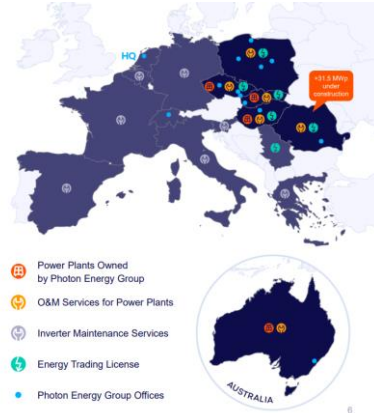 HQ
+31.5 MWp
under
construction
Power Plants Owned
by Photon Energy Group
O&M Services for Power Plants
Inverter Maintenance Services
Energy Trading License
Photon Energy Group Offices
AUSTRALIA
6